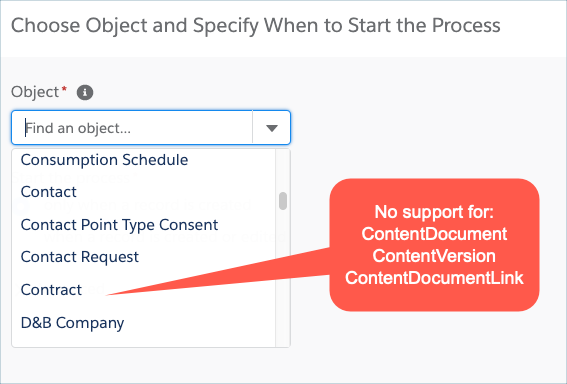 Choose Object and Specify When to Start the Process
Object*
Find an object...
Consumption Schedule
Contact
Contact Point Type Consent
Contact Request
Contract
D&B Company
No support for:
ContentDocument
ContentVersion
ContentDocumentLink